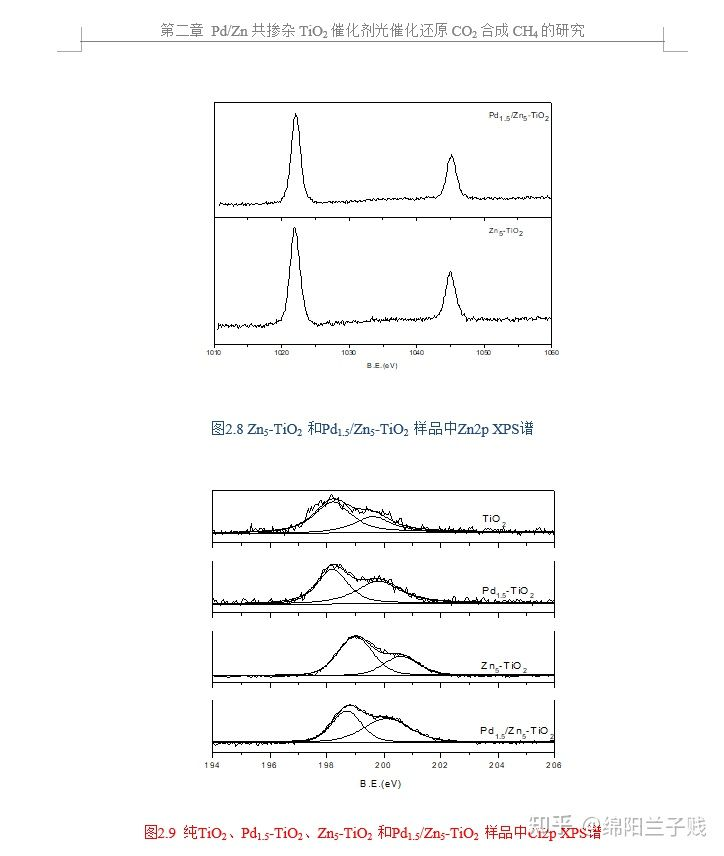 第二章 Pd/Zn 共掺杂 TiO2 催化剂光催化还原 CO2 合成 CH4 的研究
Pd1.5/Zn5-TiO2
Zn5-TiO2
1010 1020 1030 1040 1050 1060
B.E.(eV)
图2.8 Zn5-TiO2 和Pd1.5/Zn5-TiO2 样品中Zn2p XPS谱
TiO2
Pd1.5-TiO2
Zn5-TiO2
Pd1.5/Zn5-TiO2
194 196 198 200 202 204 206
B.E.(eV)
图2.9 纯TiO2、Pd1.5-TiO2、Zn5-TiO2 和Pd1.5/Zn5-TiO2 样品中Cl2p XPS谱
知乎 @绵阳兰子贱